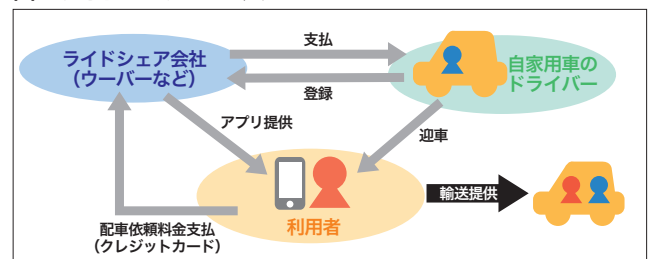 支払
ライドシェア会社
（ウーバーなど）
自家用車の
ドライバー
登録
アプリ提供
迎車
輸送提供
利用者
配車依頼料金支払
（クレジットカード）